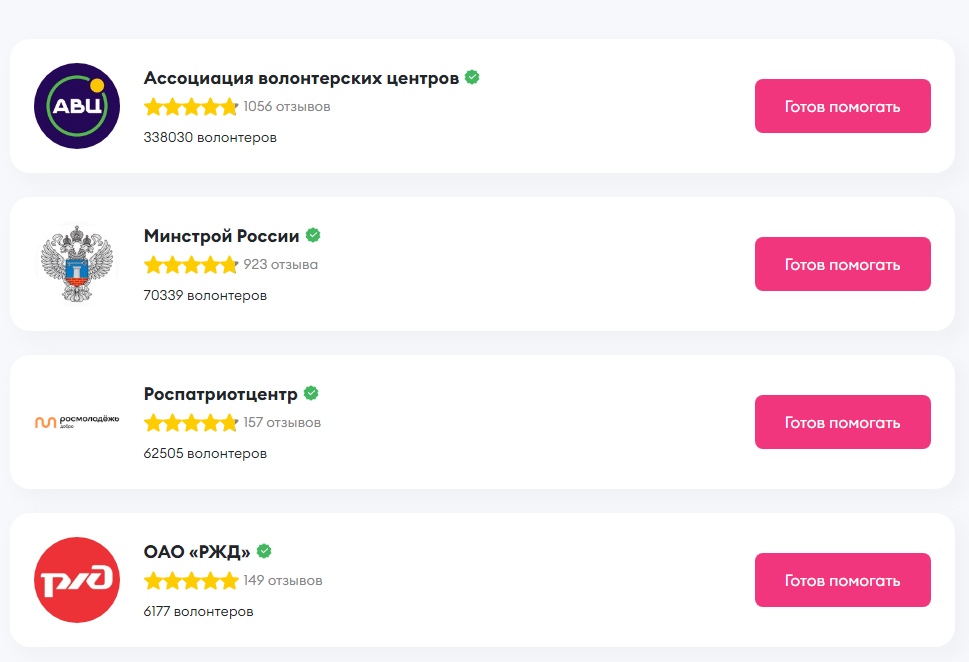 АВЦ
Ассоциация волонтерских центров
1056 отзывов
338030 волонтеров
Готов помогать
Минстрой России
923 отзыва
70339 волонтеров
Готов помогать
росмолодёжь
добро
Роспатриотцентр
157 отзывов
62505 волонтеров
Готов помогать
ржд
ОАО «РЖД»
149 отзывов
6177 волонтеров
Готов помогать